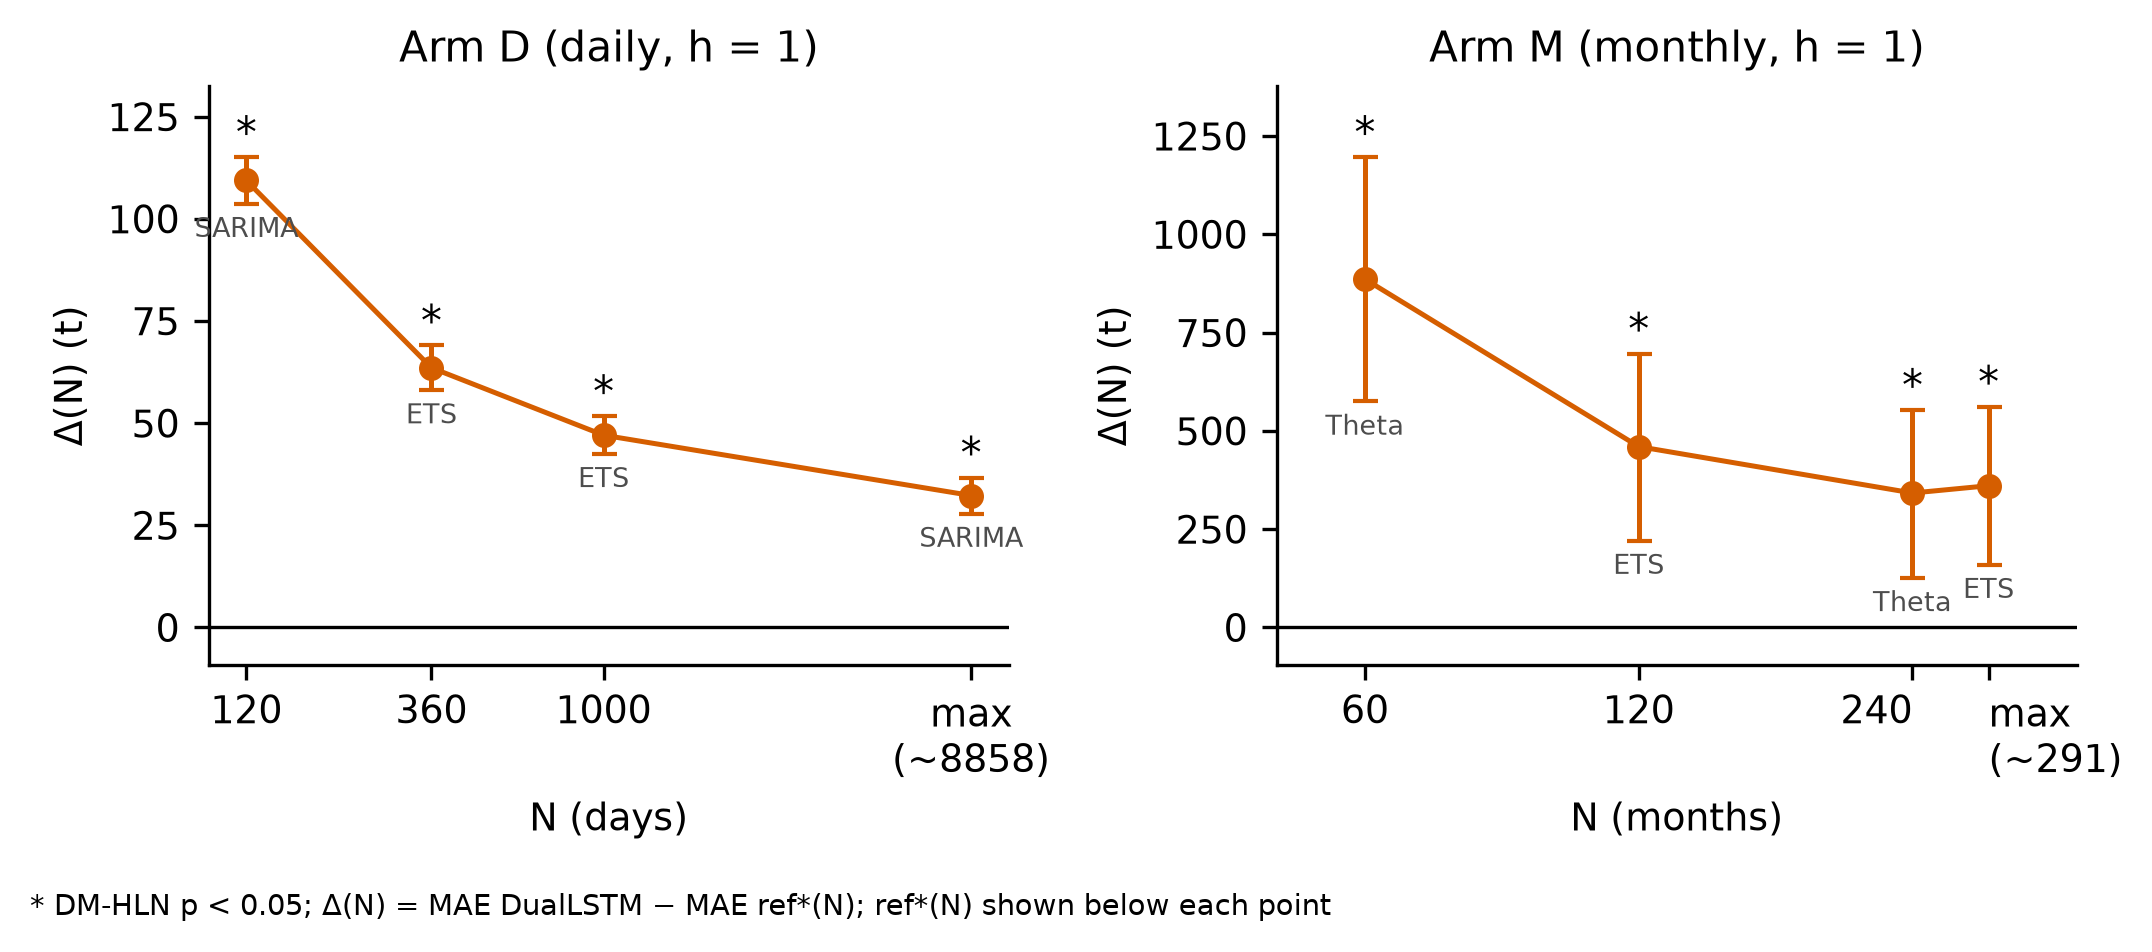 Arm D (daily, h = 1)
125
100
75
50
25
0
Δ(N) (t)
*
SARIMA
*
ETS
*
ETS
*
SARIMA
120
360
1000
max
(~8858)
N (days)
Arm M (monthly, h = 1)
1250
1000
750
500
250
0
Δ(N) (t)
*
Theta
*
ETS
*
Theta
*
ETS
60
120
240
max
(~291)
N (months)
* DM-HLN p < 0.05; Δ(N) = MAE DualLSTM − MAE ref*(N); ref*(N) shown below each point